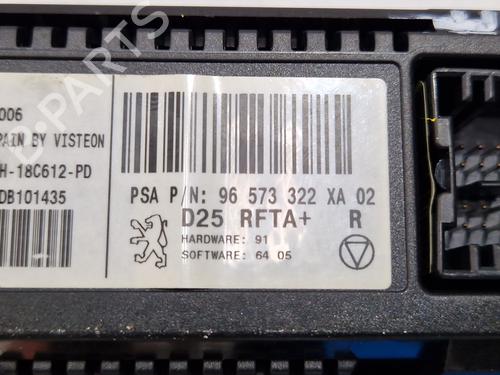 006
PAIN BY VISTEON
H-18C612-PD
DB101435
PSA P/N: 96 573 322 XA 02
D25 RFTA+ R
HARDWARE: 91
SOFTWARE: 64 05
B-PARTS